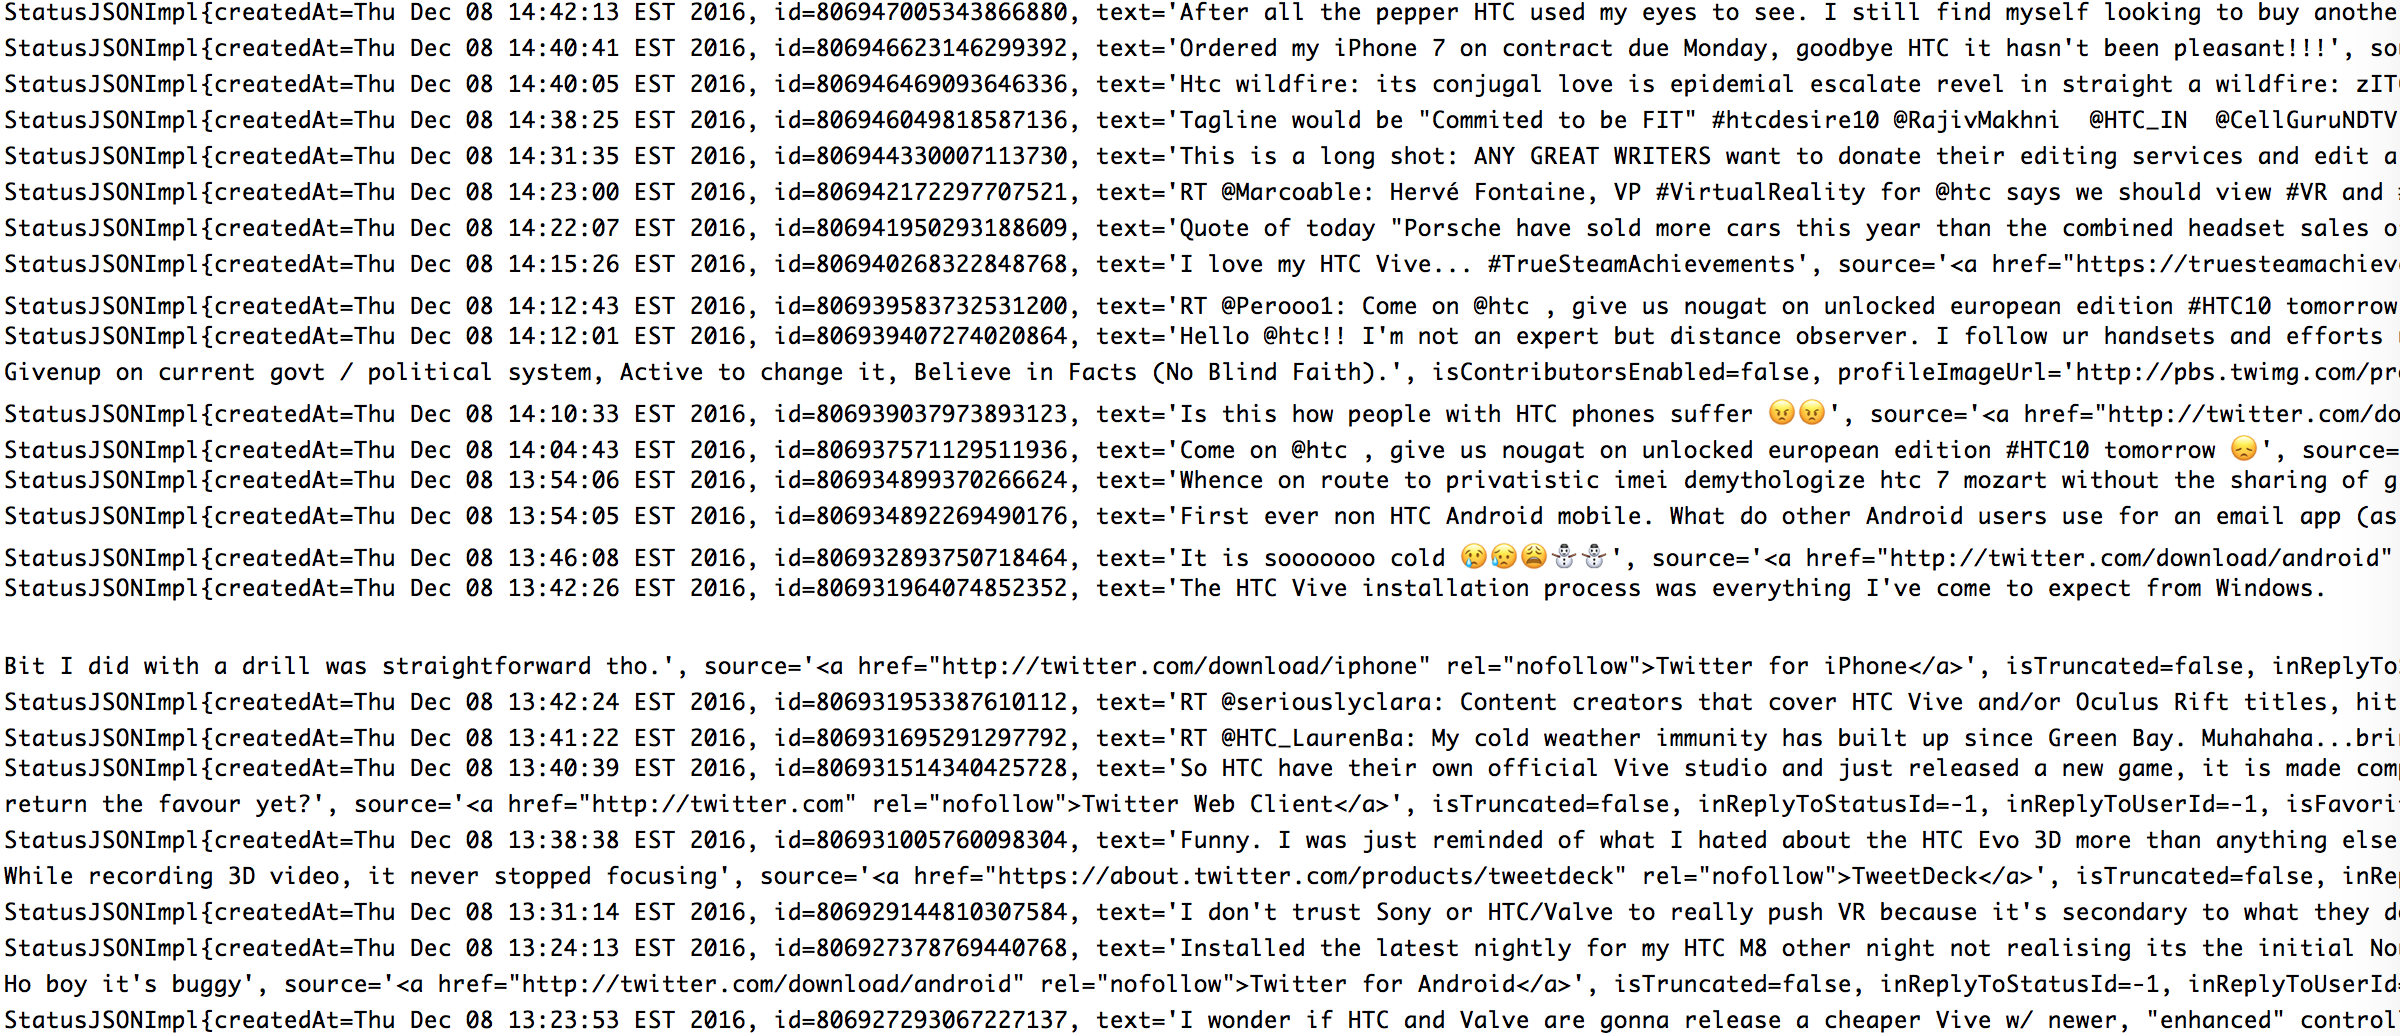 StatusJSONImpl{createdAt=Thu Dec 08 14:42:13 EST 2016, id=806947005343866880, text='After all the pepper HTC used my eyes to see. I still find myself looking to buy anothe
StatusJSONImpl{createdAt=Thu Dec 08 14:40:41 EST 2016, id=806946623146299392, text='Ordered my iPhone 7 on contract due Monday, goodbye HTC it hasn't been pleasant!!!', so
StatusJSONImpl{createdAt=Thu Dec 08 14:40:05 EST 2016, id=806946469093646336, text='Htc wildfire: its conjugal love is epidemial escalate revel in straight a wildfire: zIT
StatusJSONImpl{createdAt=Thu Dec 08 14:38:25 EST 2016, id=806946049818587136, text='Tagline would be "Commited to be FIT" #htcdesire10 @RajivMakhni  @HTC_IN  @CellGuruNDTV
StatusJSONImpl{createdAt=Thu Dec 08 14:31:35 EST 2016, id=806944330007113730, text='This is a long shot: ANY GREAT WRITERS want to donate their editing services and edit a
StatusJSONImpl{createdAt=Thu Dec 08 14:23:00 EST 2016, id=806942172297707521, text='RT @Marcoable: Hervé Fontaine, VP #VirtualReality for @htc says we should view #VR and #
StatusJSONImpl{createdAt=Thu Dec 08 14:22:07 EST 2016, id=806941950293188609, text='Quote of today "Porsche have sold more cars this year than the combined headset sales o
StatusJSONImpl{createdAt=Thu Dec 08 14:15:26 EST 2016, id=806940268322848768, text='I love my HTC Vive... #TrueSteamAchievements', source='<a href="https://truesteamachiev
StatusJSONImpl{createdAt=Thu Dec 08 14:12:43 EST 2016, id=806939583732531200, text='RT @Perooo1: Come on @htc , give us nougat on unlocked european edition #HTC10 tomorrow
StatusJSONImpl{createdAt=Thu Dec 08 14:12:01 EST 2016, id=806939407274020864, text='Hello @htc!! I'm not an expert but distance observer. I follow ur handsets and efforts
Givenup on current govt / political system, Active to change it, Believe in Facts (No Blind Faith).', isContributorsEnabled=false, profileImageUrl='http://pbs.twimg.com/pr
StatusJSONImpl{createdAt=Thu Dec 08 14:10:33 EST 2016, id=806939037973893123, text='Is this how people with HTC phones suffer 😡😡', source='<a href="http://twitter.com/do
StatusJSONImpl{createdAt=Thu Dec 08 14:04:43 EST 2016, id=806937571129511936, text='Come on @htc , give us nougat on unlocked european edition #HTC10 tomorrow 😞', source=
StatusJSONImpl{createdAt=Thu Dec 08 13:54:06 EST 2016, id=806934899370266624, text='Whence on route to privatistic imei demythologize htc 7 mozart without the sharing of g
StatusJSONImpl{createdAt=Thu Dec 08 13:54:05 EST 2016, id=806934892269490176, text='First ever non HTC Android mobile. What do other Android users use for an email app (as
StatusJSONImpl{createdAt=Thu Dec 08 13:46:08 EST 2016, id=806932893750718464, text='It is sooooooo cold 😢😥😩⛄⛄', source='<a href="http://twitter.com/download/android"
StatusJSONImpl{createdAt=Thu Dec 08 13:42:26 EST 2016, id=806931964074852352, text='The HTC Vive installation process was everything I've come to expect from Windows.
Bit I did with a drill was straightforward tho.', source='<a href="http://twitter.com/download/iphone" rel="nofollow">Twitter for iPhone</a>', isTruncated=false, inReplyTo
StatusJSONImpl{createdAt=Thu Dec 08 13:42:24 EST 2016, id=806931953387610112, text='RT @seriouslyclara: Content creators that cover HTC Vive and/or Oculus Rift titles, hit
StatusJSONImpl{createdAt=Thu Dec 08 13:41:22 EST 2016, id=806931695291297792, text='RT @HTC_LaurenBa: My cold weather immunity has built up since Green Bay. Muhahaha...bri
StatusJSONImpl{createdAt=Thu Dec 08 13:40:39 EST 2016, id=806931514340425728, text='So HTC have their own official Vive studio and just released a new game, it is made com
return the favour yet?', source='<a href="http://twitter.com" rel="nofollow">Twitter Web Client</a>', isTruncated=false, inReplyToStatusId=-1, inReplyToUserId=-1, isFavori
StatusJSONImpl{createdAt=Thu Dec 08 13:38:38 EST 2016, id=806931005760098304, text='Funny. I was just reminded of what I hated about the HTC Evo 3D more than anything else
While recording 3D video, it never stopped focusing', source='<a href="https://about.twitter.com/products/tweetdeck" rel="nofollow">TweetDeck</a>', isTruncated=false, inRep
StatusJSONImpl{createdAt=Thu Dec 08 13:31:14 EST 2016, id=806929144810307584, text='I don't trust Sony or HTC/Valve to really push VR because it's secondary to what they d
StatusJSONImpl{createdAt=Thu Dec 08 13:24:13 EST 2016, id=806927378769440768, text='Installed the latest nightly for my HTC M8 other night not realising its the initial No
Ho boy it's buggy', source='<a href="http://twitter.com/download/android" rel="nofollow">Twitter for Android</a>', isTruncated=false, inReplyToStatusId=-1, inReplyToUserId=
StatusJSONImpl{createdAt=Thu Dec 08 13:23:53 EST 2016, id=806927293067227137, text='I wonder if HTC and Valve are gonna release a cheaper Vive w/ newer, "enhanced" control